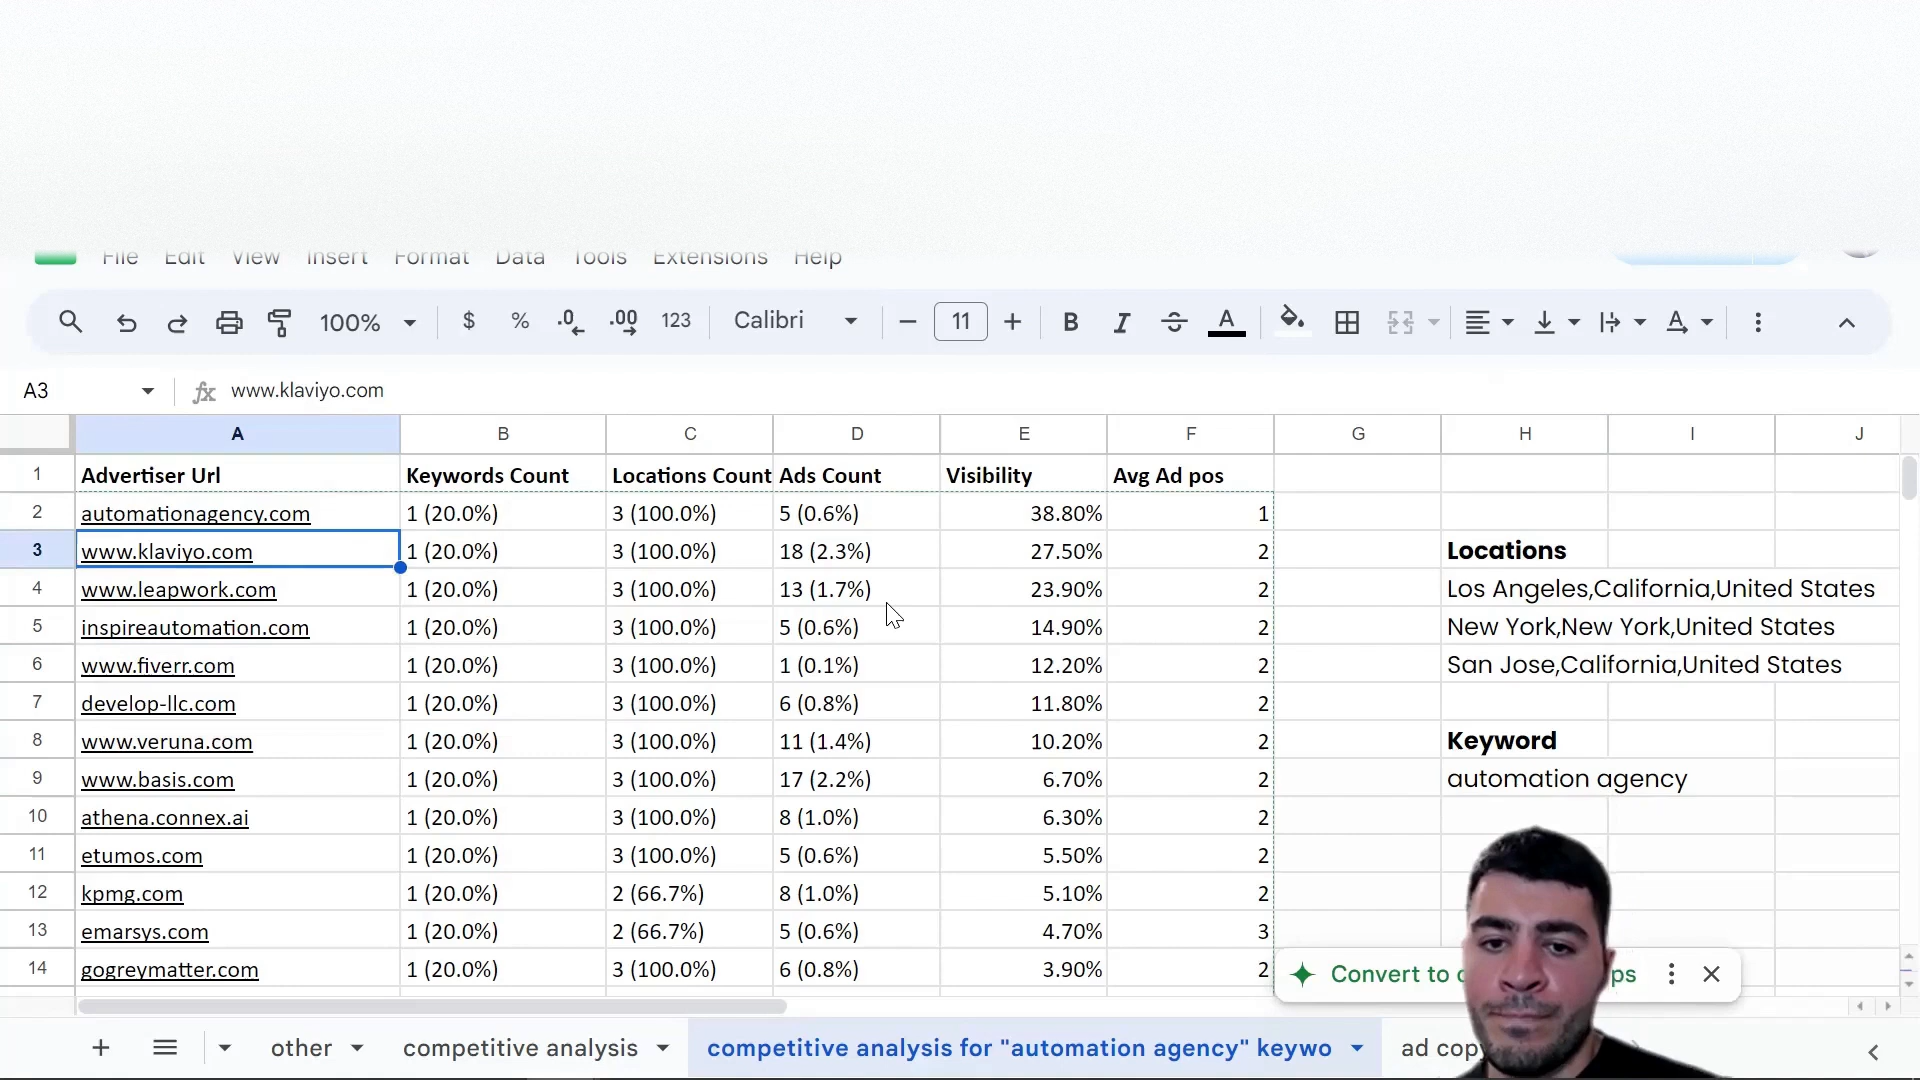 File Edit View Insert Format Data Tools Extensions Help
100% $ % .0 .00 123 Calibri 11 B I A A
A3 fx www.klaviyo.com
A B C D E F G H I J
1 Advertiser Url Keywords Count Locations Count Ads Count Visibility Avg Ad pos
2 automationagency.com 1 (20.0%) 3 (100.0%) 5 (0.6%) 38.80% 1
3 www.klaviyo.com 1 (20.0%) 3 (100.0%) 18 (2.3%) 27.50% 2 Locations
4 www.leapwork.com 1 (20.0%) 3 (100.0%) 13 (1.7%) 23.90% 2 Los Angeles,California,United States
5 inspireautomation.com 1 (20.0%) 3 (100.0%) 5 (0.6%) 14.90% 2 New York,New York,United States
6 www.fiverr.com 1 (20.0%) 3 (100.0%) 1 (0.1%) 12.20% 2 San Jose,California,United States
7 develop-llc.com 1 (20.0%) 3 (100.0%) 6 (0.8%) 11.80% 2
8 www.veruna.com 1 (20.0%) 3 (100.0%) 11 (1.4%) 10.20% 2 Keyword
9 www.basis.com 1 (20.0%) 3 (100.0%) 17 (2.2%) 6.70% 2 automation agency
10 athena.connex.ai 1 (20.0%) 3 (100.0%) 8 (1.0%) 6.30% 2
11 etumos.com 1 (20.0%) 3 (100.0%) 5 (0.6%) 5.50% 2
12 kpmg.com 1 (20.0%) 2 (66.7%) 8 (1.0%) 5.10% 2
13 emarsys.com 1 (20.0%) 2 (66.7%) 5 (0.6%) 4.70% 3
14 gogreymatter.com 1 (20.0%) 3 (100.0%) 6 (0.8%) 3.90% 2
Convert to
other competitive analysis competitive analysis for "automation agency" keywo ad